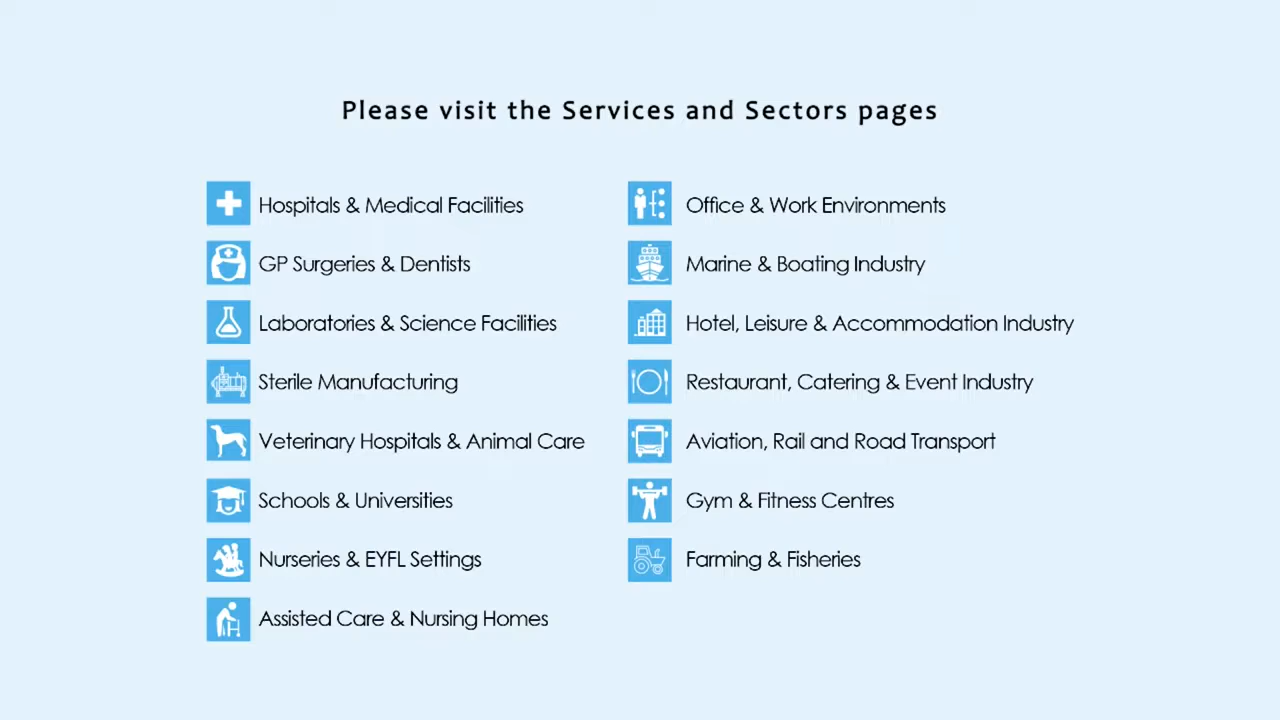 Please visit the Services and Sectors pages
Hospitals & Medical Facilities
GP Surgeries & Dentists
Laboratories & Science Facilities
Sterile Manufacturing
Veterinary Hospitals & Animal Care
Schools & Universities
Nurseries & EYFL Settings
Assisted Care & Nursing Homes
Office & Work Environments
Marine & Boating Industry
Hotel, Leisure & Accommodation Industry
Restaurant, Catering & Event Industry
Aviation, Rail and Road Transport
Gym & Fitness Centres
Farming & Fisheries